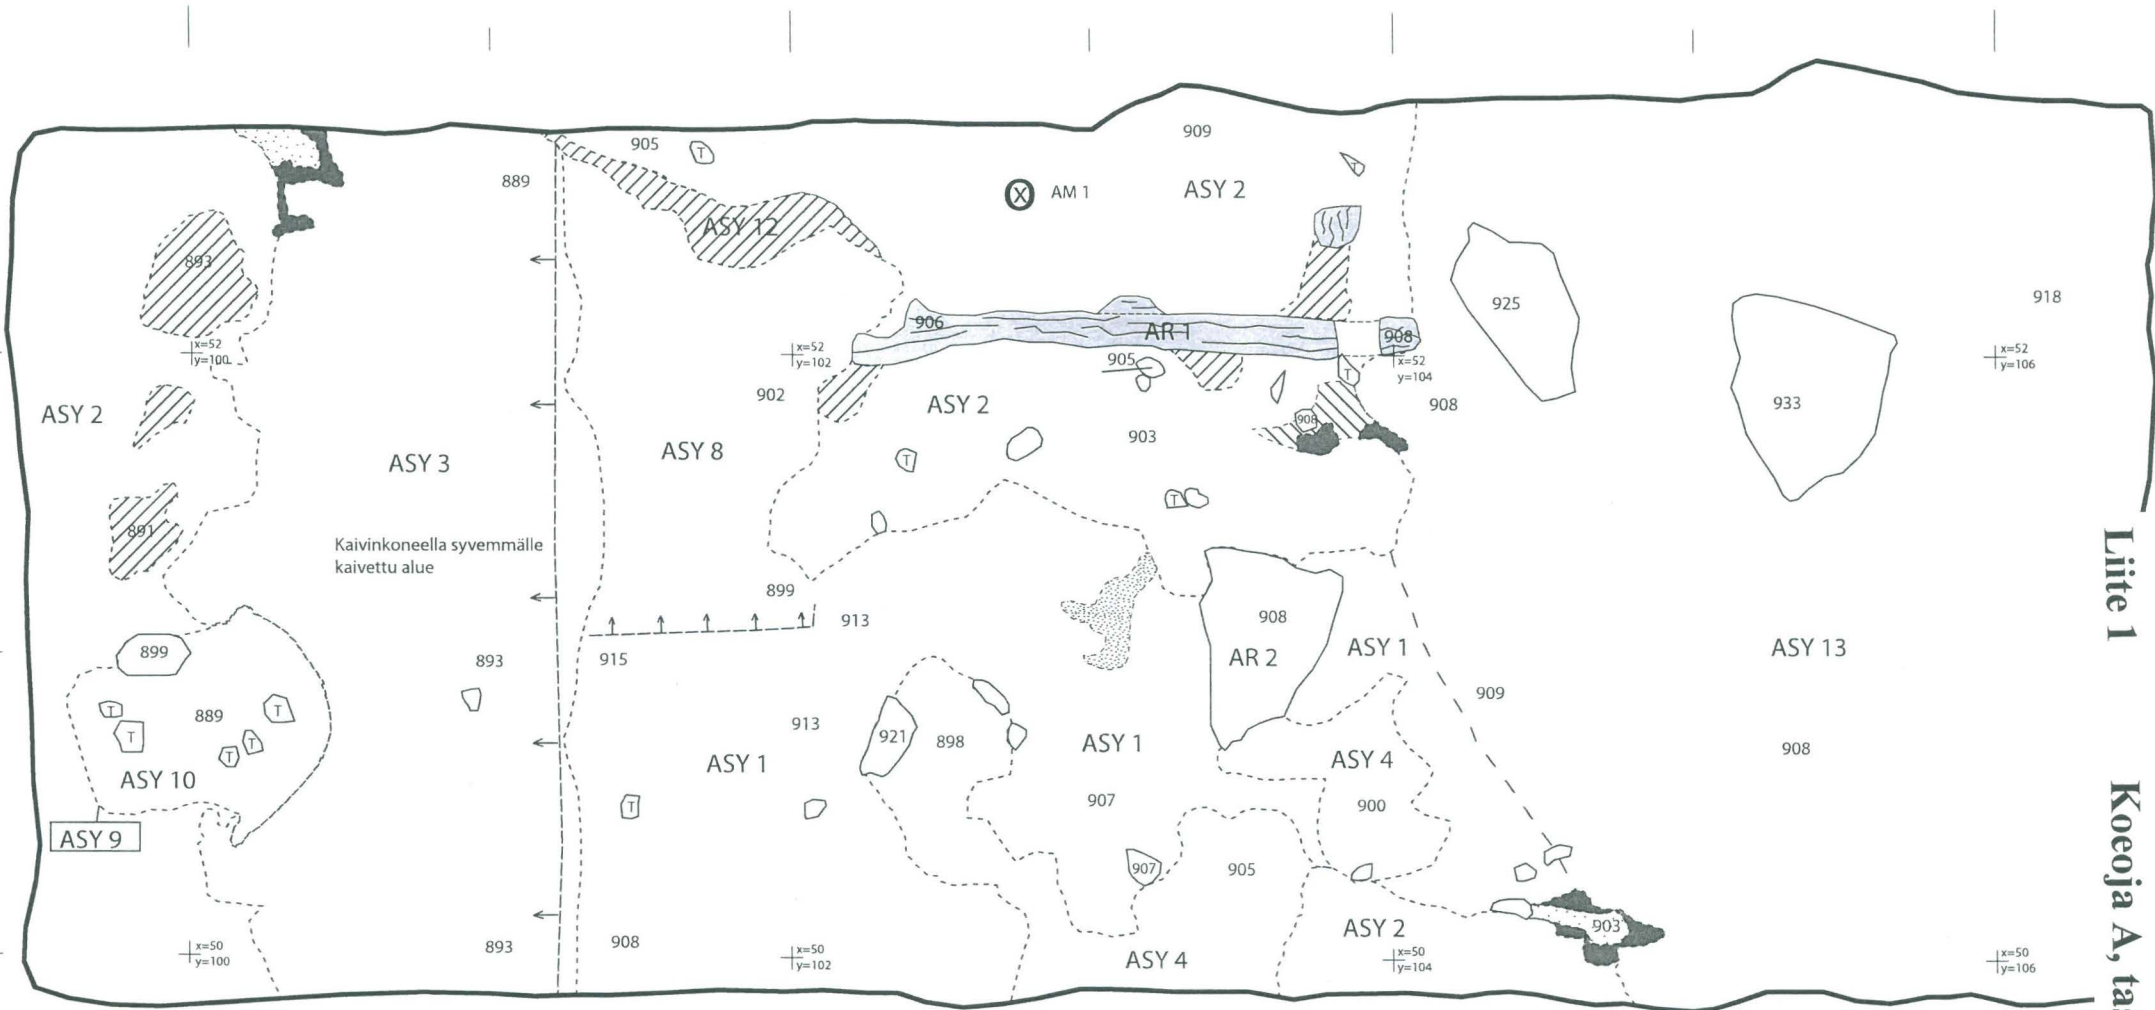 909
905
T
T
889
AM 1
ASY 2
ASY 12
893
918
925
906
AR 1
908
x=52
y=100
x=52
y=102
905
x=52
y=104
x=52
y=106
T
902
ASY 2
ASY 2
908
908
933
903
ASY 3
ASY 8
T
T
891
Kaivinkoneella syvemmälle
kaivettu alue
899
913
908
899
893
915
AR 2
ASY 1
ASY 13
909
T
889
T
T
T
T
913
921
898
ASY 1
908
ASY 10
ASY 1
ASY 4
T
907
900
ASY 9
907
905
903
893
908
ASY 2
x=50
y=100
x=50
y=102
ASY 4
x=50
y=104
x=50
y=106
Liite 1
Koeoja A, ta